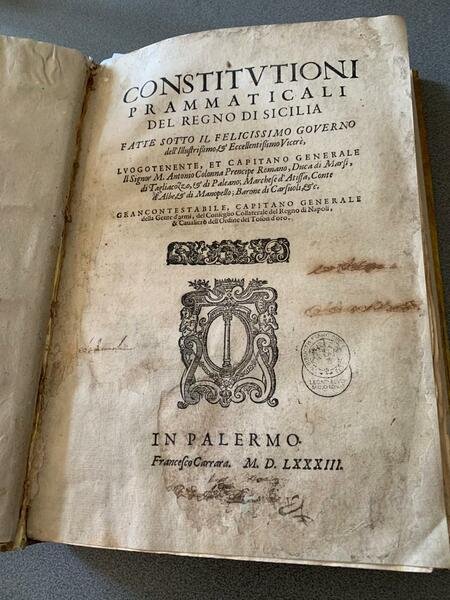 CONSTITVTIONI
PRAMMATICALI
DEL REGNO DI SICILIA
FATTE SOTTO IL FELICISSIMO GOVERNO
dell'Illustrissimo, & Eccellentissimo Vicerè,
LVOGOTENENTE, ET CAPITANO GENERALE
Il Signor M. Antonio Colonna Prencipe Romano, Duca di Marsi,
di Tagliacozzo, & di Paleano, Marchese d'Atissa, Conte
d'Albe, & di Manopello; Barone di Carsuoli, &c.
GRANCONTESTABILE, CAPITANO GENERALE
della Gente d'armi, del Conseglio Collaterale del Regno di Napoli,
& Caualiero dell'Ordine del Toson d'oro.
IN PALERMO.
Francesco Carrara. M. D. LXXXIII.